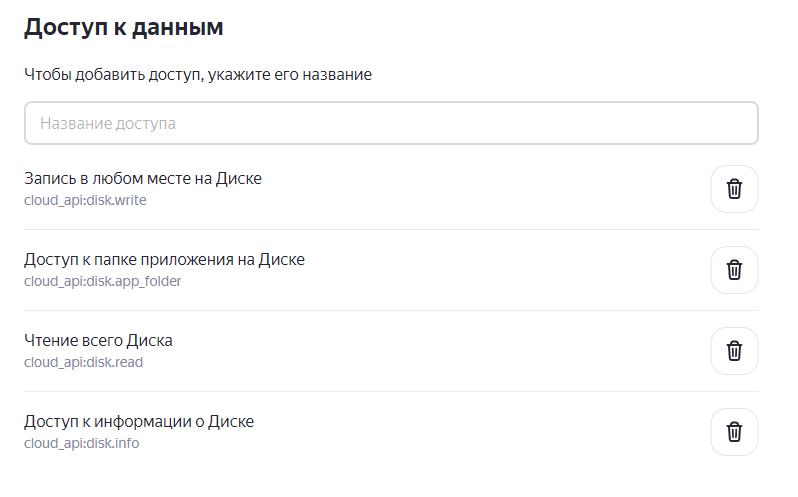 Доступ к данным
Чтобы добавить доступ, укажите его название
Название доступа
Запись в любом месте на Диске
cloud_api:disk.write
Доступ к папке приложения на Диске
cloud_api:disk.app_folder
Чтение всего Диска
cloud_api:disk.read
Доступ к информации о Диске
cloud_api:disk.info